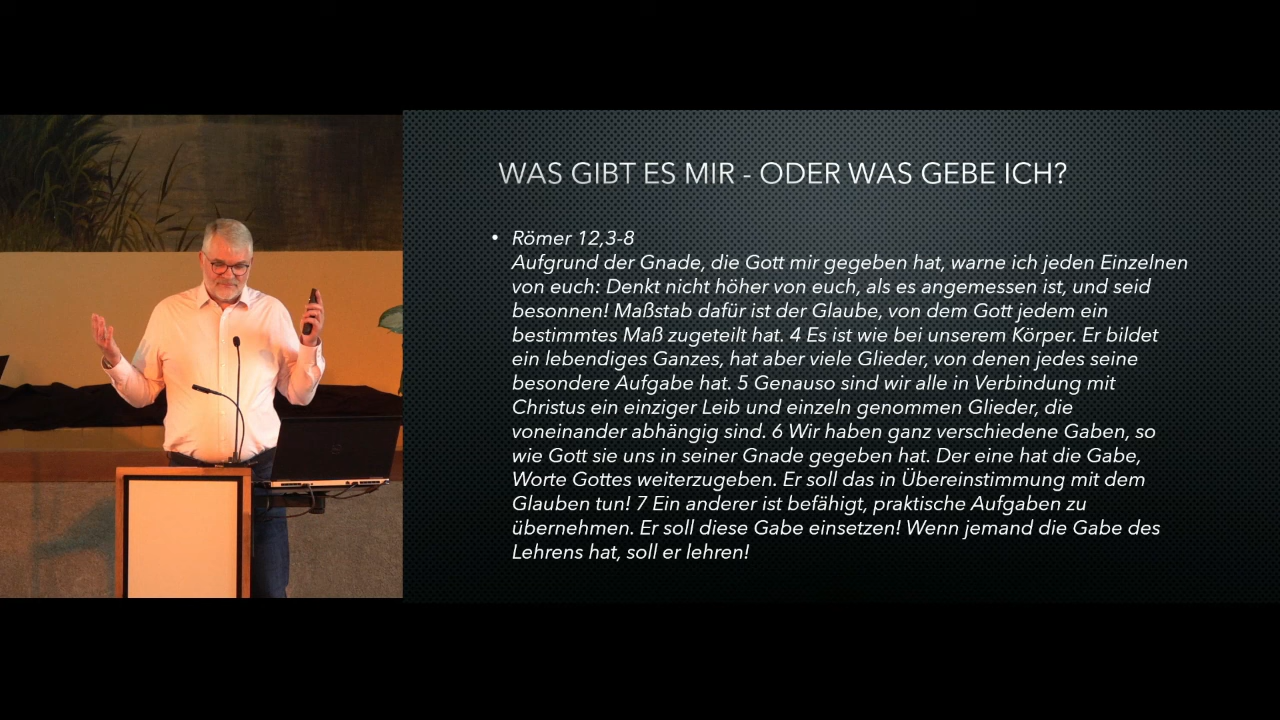 WAS GIBT ES MIR - ODER WAS GEBE ICH?
• Römer 12,3-8
Aufgrund der Gnade, die Gott mir gegeben hat, warne ich jeden Einzelnen
von euch: Denkt nicht höher von euch, als es angemessen ist, und seid
besonnen! Maßstab dafür ist der Glaube, von dem Gott jedem ein
bestimmtes Maß zugeteilt hat. 4 Es ist wie bei unserem Körper. Er bildet
ein lebendiges Ganzes, hat aber viele Glieder, von denen jedes seine
besondere Aufgabe hat. 5 Genauso sind wir alle in Verbindung mit
Christus ein einziger Leib und einzeln genommen Glieder, die
voneinander abhängig sind. 6 Wir haben ganz verschiedene Gaben, so
wie Gott sie uns in seiner Gnade gegeben hat. Der eine hat die Gabe,
Worte Gottes weiterzugeben. Er soll das in Übereinstimmung mit dem
Glauben tun! 7 Ein anderer ist befähigt, praktische Aufgaben zu
übernehmen. Er soll diese Gabe einsetzen! Wenn jemand die Gabe des
Lehrens hat, soll er lehren!